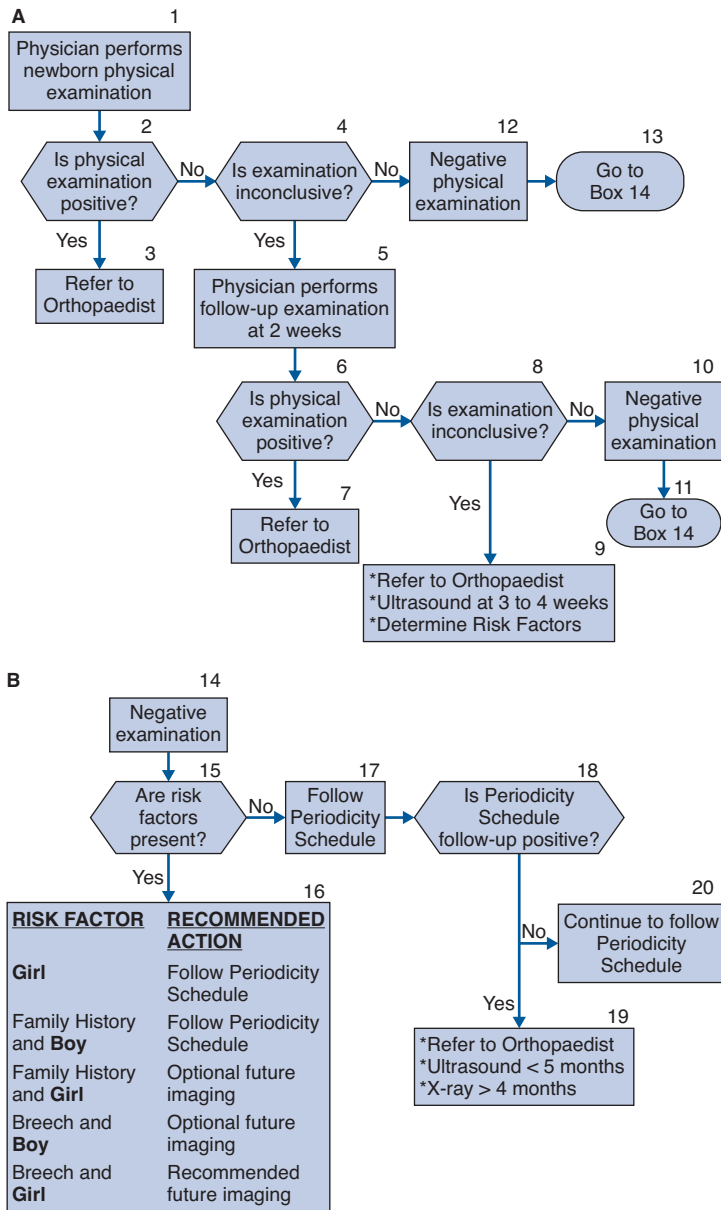 A
1
Physician performs
newborn physical
examination
2
Is physical
examination
positive?
No
4
Is examination
inconclusive?
No
12
Negative
physical
examination
13
Go to
Box 14
Yes
3
Refer to
Orthopaedist
Yes
5
Physician performs
follow-up examination
at 2 weeks
6
Is physical
examination
positive?
No
8
Is examination
inconclusive?
No
10
Negative
physical
examination
Yes
7
Refer to
Orthopaedist
Yes
11
Go to
Box 14
9
*Refer to Orthopaedist
*Ultrasound at 3 to 4 weeks
*Determine Risk Factors
B
14
Negative
examination
15
Are risk
factors
present?
No
17
Follow
Periodicity
Schedule
18
Is Periodicity
Schedule
follow-up positive?
Yes
16
RISK FACTOR
RECOMMENDED
ACTION
Girl
Follow Periodicity
Schedule
Family History
and Boy
Follow Periodicity
Schedule
Family History
and Girl
Optional future
imaging
Breech and
Boy
Optional future
imaging
Breech and
Girl
Recommended
future imaging
No
20
Continue to follow
Periodicity
Schedule
Yes
19
*Refer to Orthopaedist
*Ultrasound < 5 months
*X-ray > 4 months